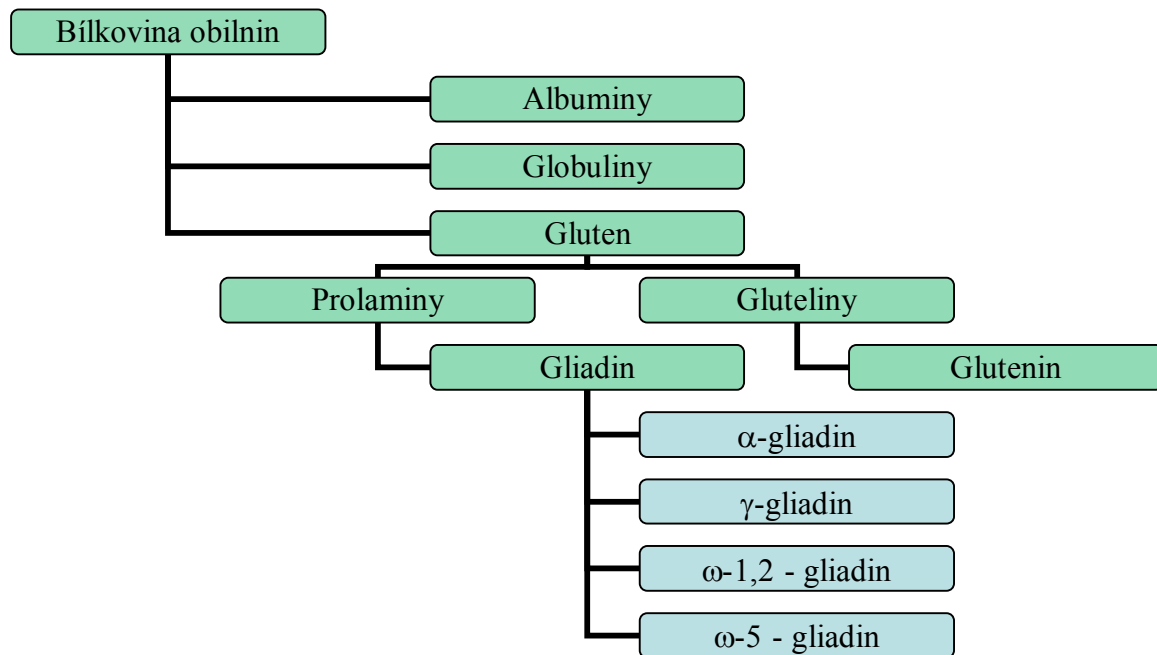 Bílkovina obilnin
Albuminy
Globuliny
Gluten
Prolaminy
Gluteliny
Gliadin
Glutenin
α-gliadin
γ-gliadin
ω-1,2 - gliadin
ω-5 - gliadin